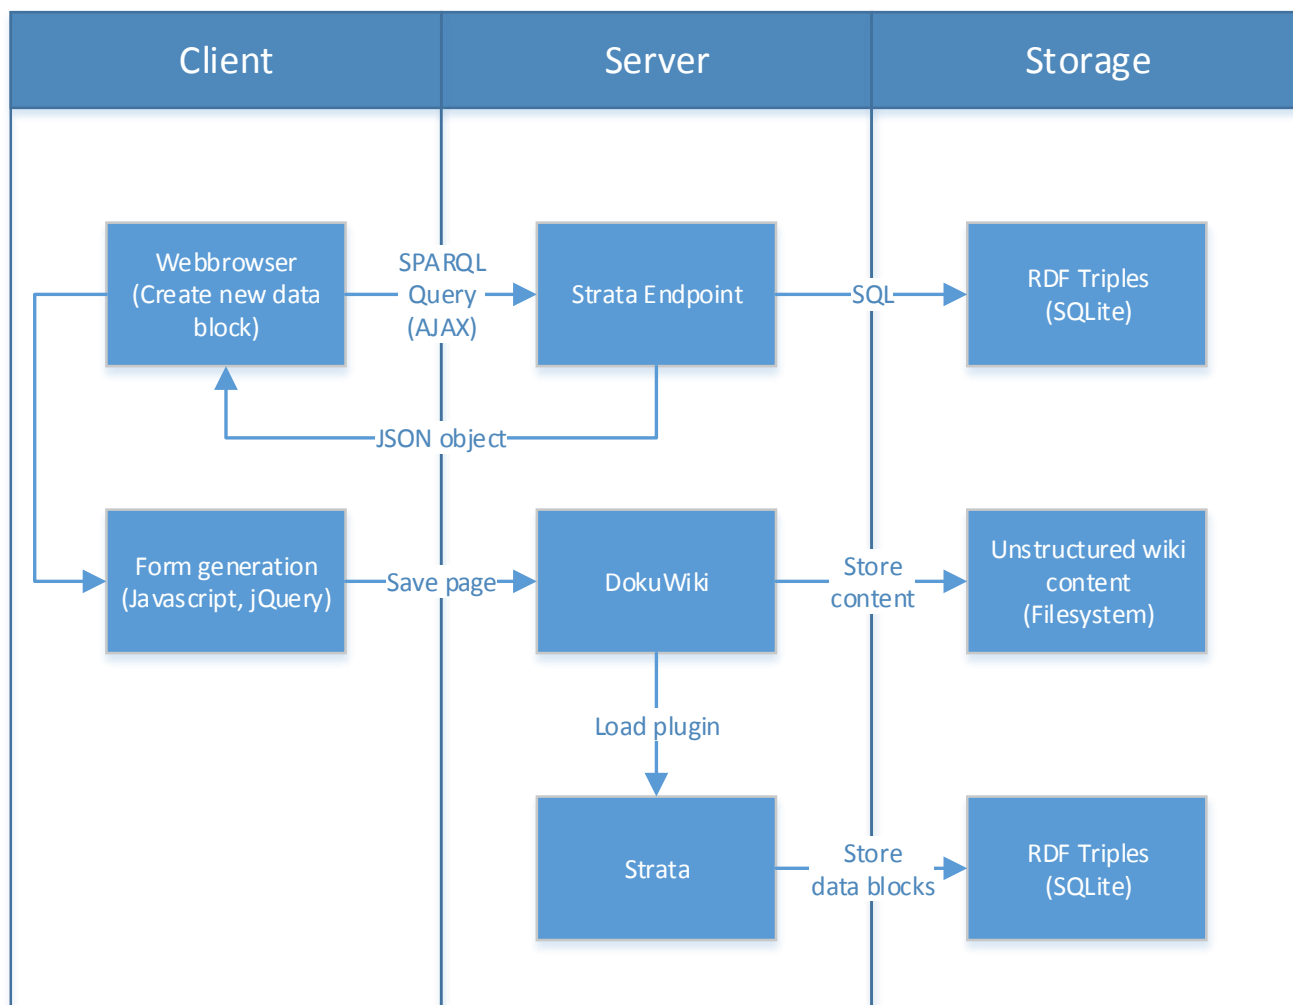 Client
Server
Storage
Webbrowser
(Create new data
block)
SPARQL
Query
(AJAX)
Strata Endpoint
SQL
RDF Triples
(SQLite)
JSON object
Form generation
(Javascript, jQuery)
Save page
DokuWiki
Store
content
Unstructured wiki
content
(Filesystem)
Load plugin
Strata
Store
data blocks
RDF Triples
(SQLite)